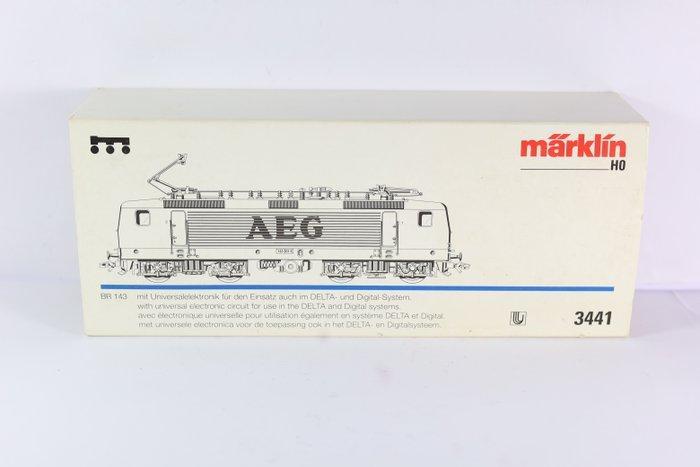 märklin
HO
AEG
BR 143 mit Universalelektronik für den Einsatz auch im DELTA- und Digital-System.
with universal electronic circuit for use in the DELTA and Digital systems.
avec électronique universelle pour utilisation également en système DELTA et Digital.
met universele electronica voor de toepassing ook in het DELTA- en Digitalsysteem.
U 3441